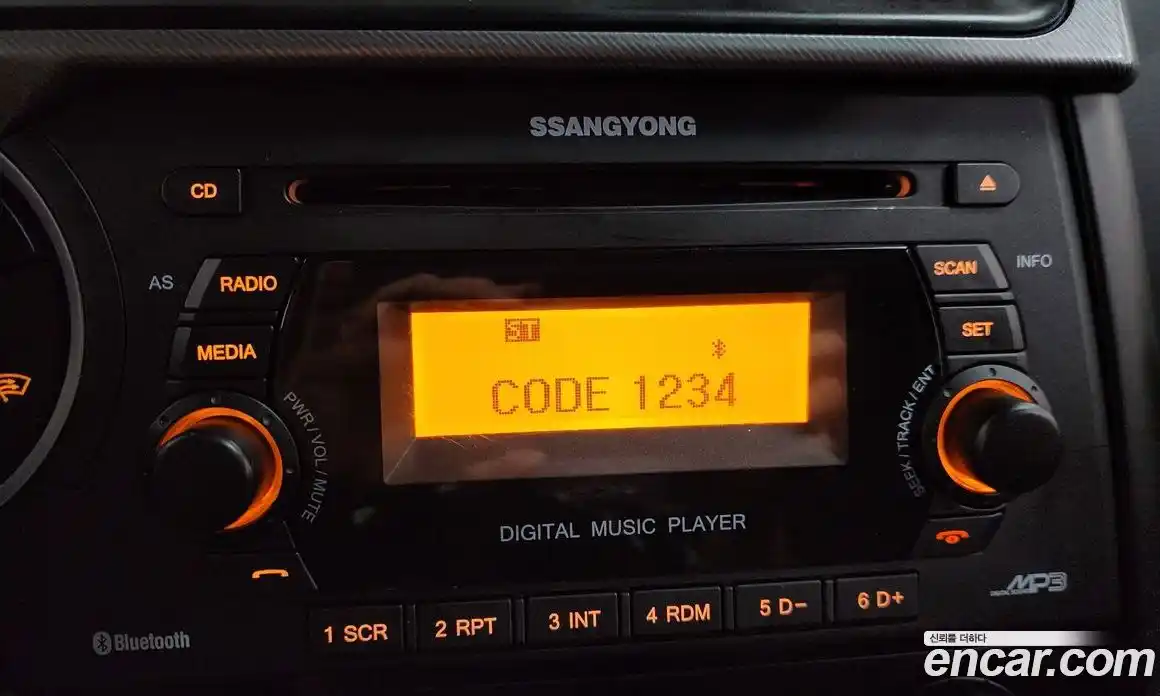 SSANGYONG
CD
AS
RADIO
SCAN
INFO
MEDIA
SET
ST
CODE 1234
PWR / VOL / MUTE
SEEK / TRACK / ENT
DIGITAL MUSIC PLAYER
1 SCR
2 RPT
3 INT
4 RDM
5 D-
6 D+
MP3
Bluetooth
신뢰를 더하다
encar.com